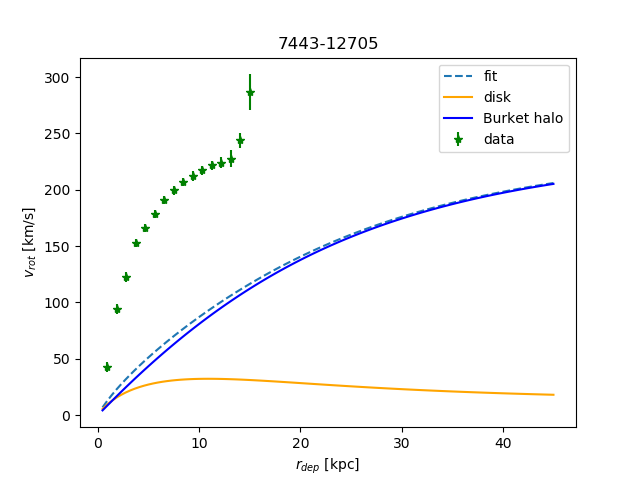 7443-12705
fit
disk
Burket halo
data
v_rot [km/s]
300
250
200
150
100
50
0
0 10 20 30 40
r_dep [kpc]